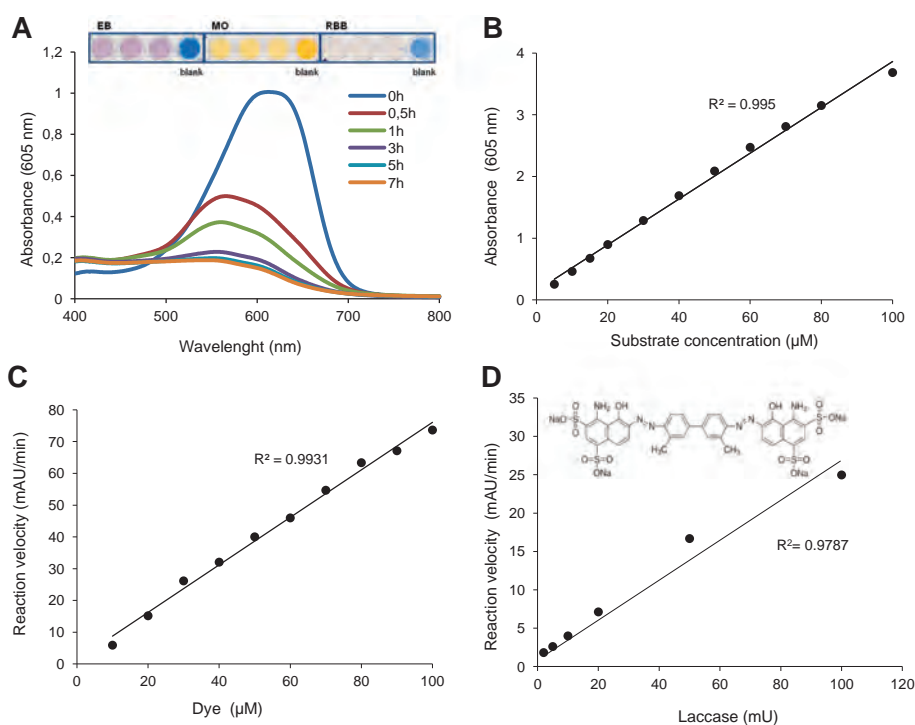 A
EB MO RBB
blank blank blank
1,2
1
0,8
0,6
0,4
0,2
0
400 500 600 700 800
Absorbance (605 nm)
Wavelenght (nm)
0h
0,5h
1h
3h
5h
7h
B
4
3
2
1
0
0 20 40 60 80 100
Absorbance (605 nm)
Substrate concentration (µM)
R² = 0.995
C
80
70
60
50
40
30
20
10
0
0 20 40 60 80 100
Reaction velocity (mAU/min)
Dye (µM)
R² = 0.9931
D
35
30
25
20
15
10
5
0
0 20 40 60 80 100 120
Reaction velocity (mAU/min)
Laccase (mU)
R²= 0.9787
O NH₂ OH OH NH₂ O
NaO S N N N N S ONa
O O
H₃C CH₃
O=S=O O=S=O
ONa ONa